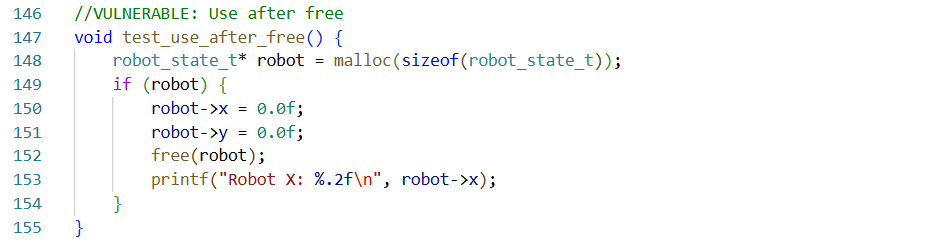 146 //VULNERABLE: Use after free
147 void test_use_after_free() {
148     robot_state_t* robot = malloc(sizeof(robot_state_t));
149     if (robot) {
150         robot->x = 0.0f;
151         robot->y = 0.0f;
152         free(robot);
153         printf("Robot X: %.2f\n", robot->x);
154     }
155 }